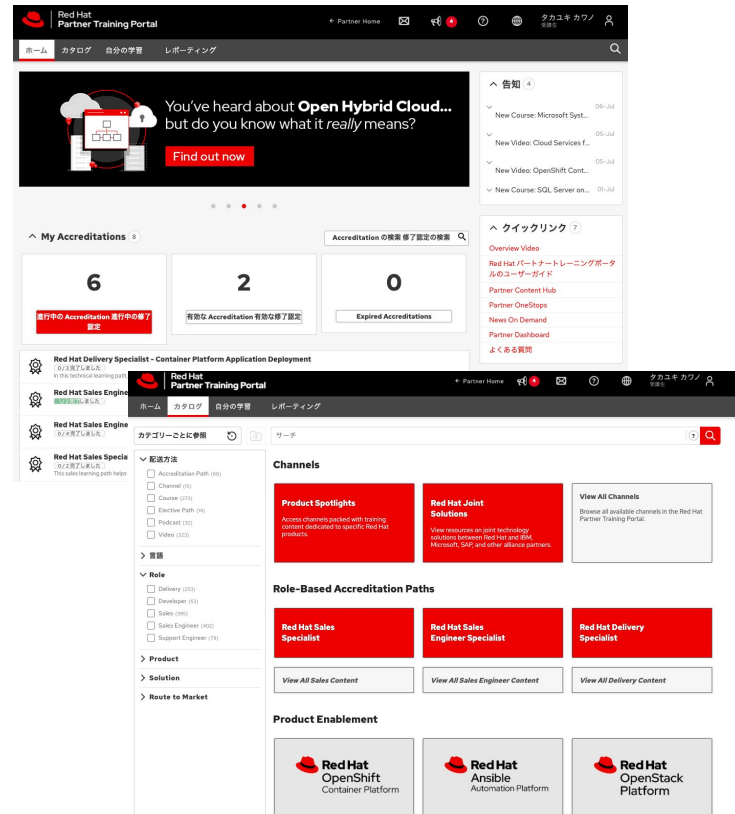 Red Hat
Partner Training Portal
← Partner Home
4
タカユキ カワノ
受講生
ホーム
カタログ
自分の学習
レポーティング
You've heard about Open Hybrid Cloud...
but do you know what it really means?
Find out now
告知 4
06-Jul
New Course: Microsoft Syst...
05-Jul
New Video: Cloud Services f...
05-Jul
New Video: OpenShift Cont...
New Course: SQL Server on... 01-Jul
My Accreditations 8
Accreditation の検索 修了認定の検索
6
進行中の Accreditation 進行中の修了
認定
2
有効な Accreditation 有効な修了認定
0
Expired Accreditations
クイックリンク 7
Overview Video
Red Hat パートナートレーニングポータ
ルのユーザーガイド
Partner Content Hub
Partner OneStops
News On Demand
Partner Dashboard
よくある質問
Red Hat Delivery Specialist - Container Platform Application Deployment
0/3完了しました
In this technical learning path
Red Hat Sales Engine
しました
Red Hat Sales Engine
0/4完了しました
Red Hat Sales Specia
0/2完了しました
This sales learning path helps
Red Hat
Partner Training Portal
← Partner Home
4
タカユキ カワノ
受講生
ホーム
カタログ
自分の学習
レポーティング
カテゴリーごとに参照
サーチ
?
配送方法
Accreditation Path (66)
Channel (15)
Course (273)
Elective Path (14)
Podcast (32)
Video (323)
言語
Role
Delivery (253)
Developer (53)
Sales (395)
Sales Engineer (402)
Support Engineer (79)
Product
Solution
Route to Market
Channels
Product Spotlights
Access channels packed with training
content dedicated to specific Red Hat
products.
Red Hat Joint
Solutions
View resources on joint technology
solutions between Red Hat and IBM,
Microsoft, SAP, and other alliance partners.
View All Channels
Browse all available channels in the Red Hat
Partner Training Portal.
Role-Based Accreditation Paths
Red Hat Sales
Specialist
Red Hat Sales
Engineer Specialist
Red Hat Delivery
Specialist
View All Sales Content
View All Sales Engineer Content
View All Delivery Content
Product Enablement
Red Hat
OpenShift
Container Platform
Red Hat
Ansible
Automation Platform
Red Hat
OpenStack
Platform